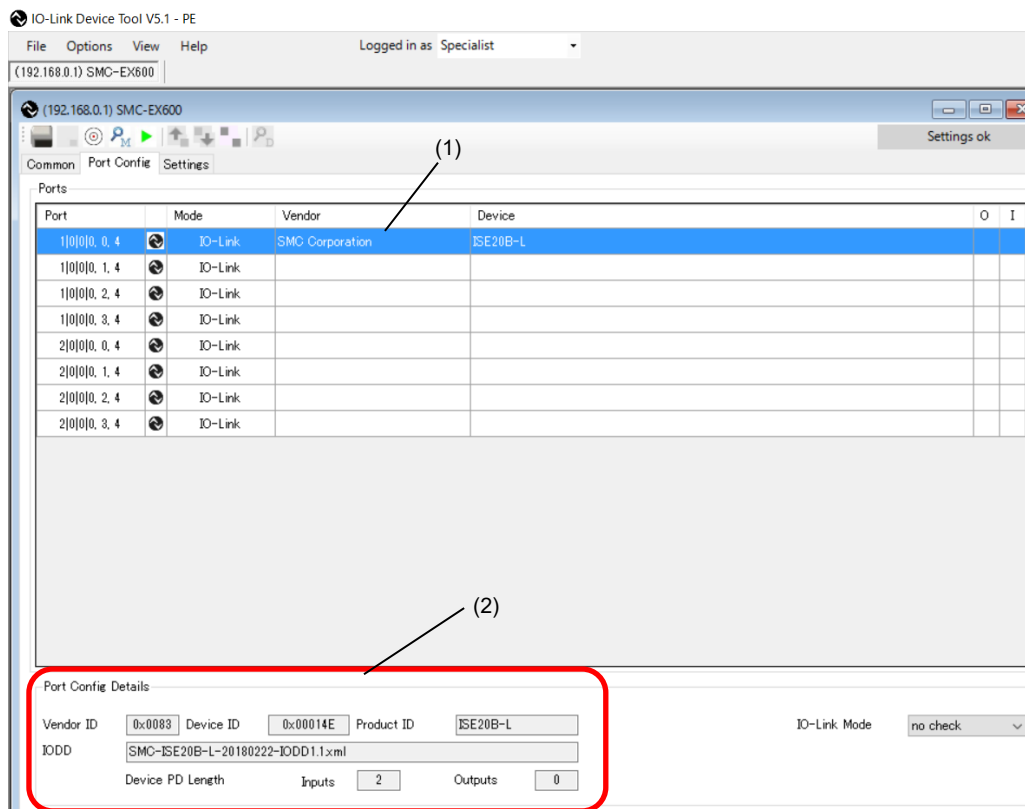 IO-Link Device Tool V5.1 - PE
File Options View Help Logged in as Specialist
(192.168.0.1) SMC-EX600
(192.168.0.1) SMC-EX600
Settings ok
(1)
Common Port Config Settings
Ports
Port Mode Vendor Device O I
1|0|0|0, 0, 4 IO-Link SMC Corporation ISE20B-L
1|0|0|0, 1, 4 IO-Link
1|0|0|0, 2, 4 IO-Link
1|0|0|0, 3, 4 IO-Link
2|0|0|0, 0, 4 IO-Link
2|0|0|0, 1, 4 IO-Link
2|0|0|0, 2, 4 IO-Link
2|0|0|0, 3, 4 IO-Link
(2)
Port Config Details
Vendor ID 0x0083 Device ID 0x00014E Product ID ISE20B-L IO-Link Mode no check
IODD SMC-ISE20B-L-20180222-IODD1.1.xml
Device PD Length Inputs 2 Outputs 0